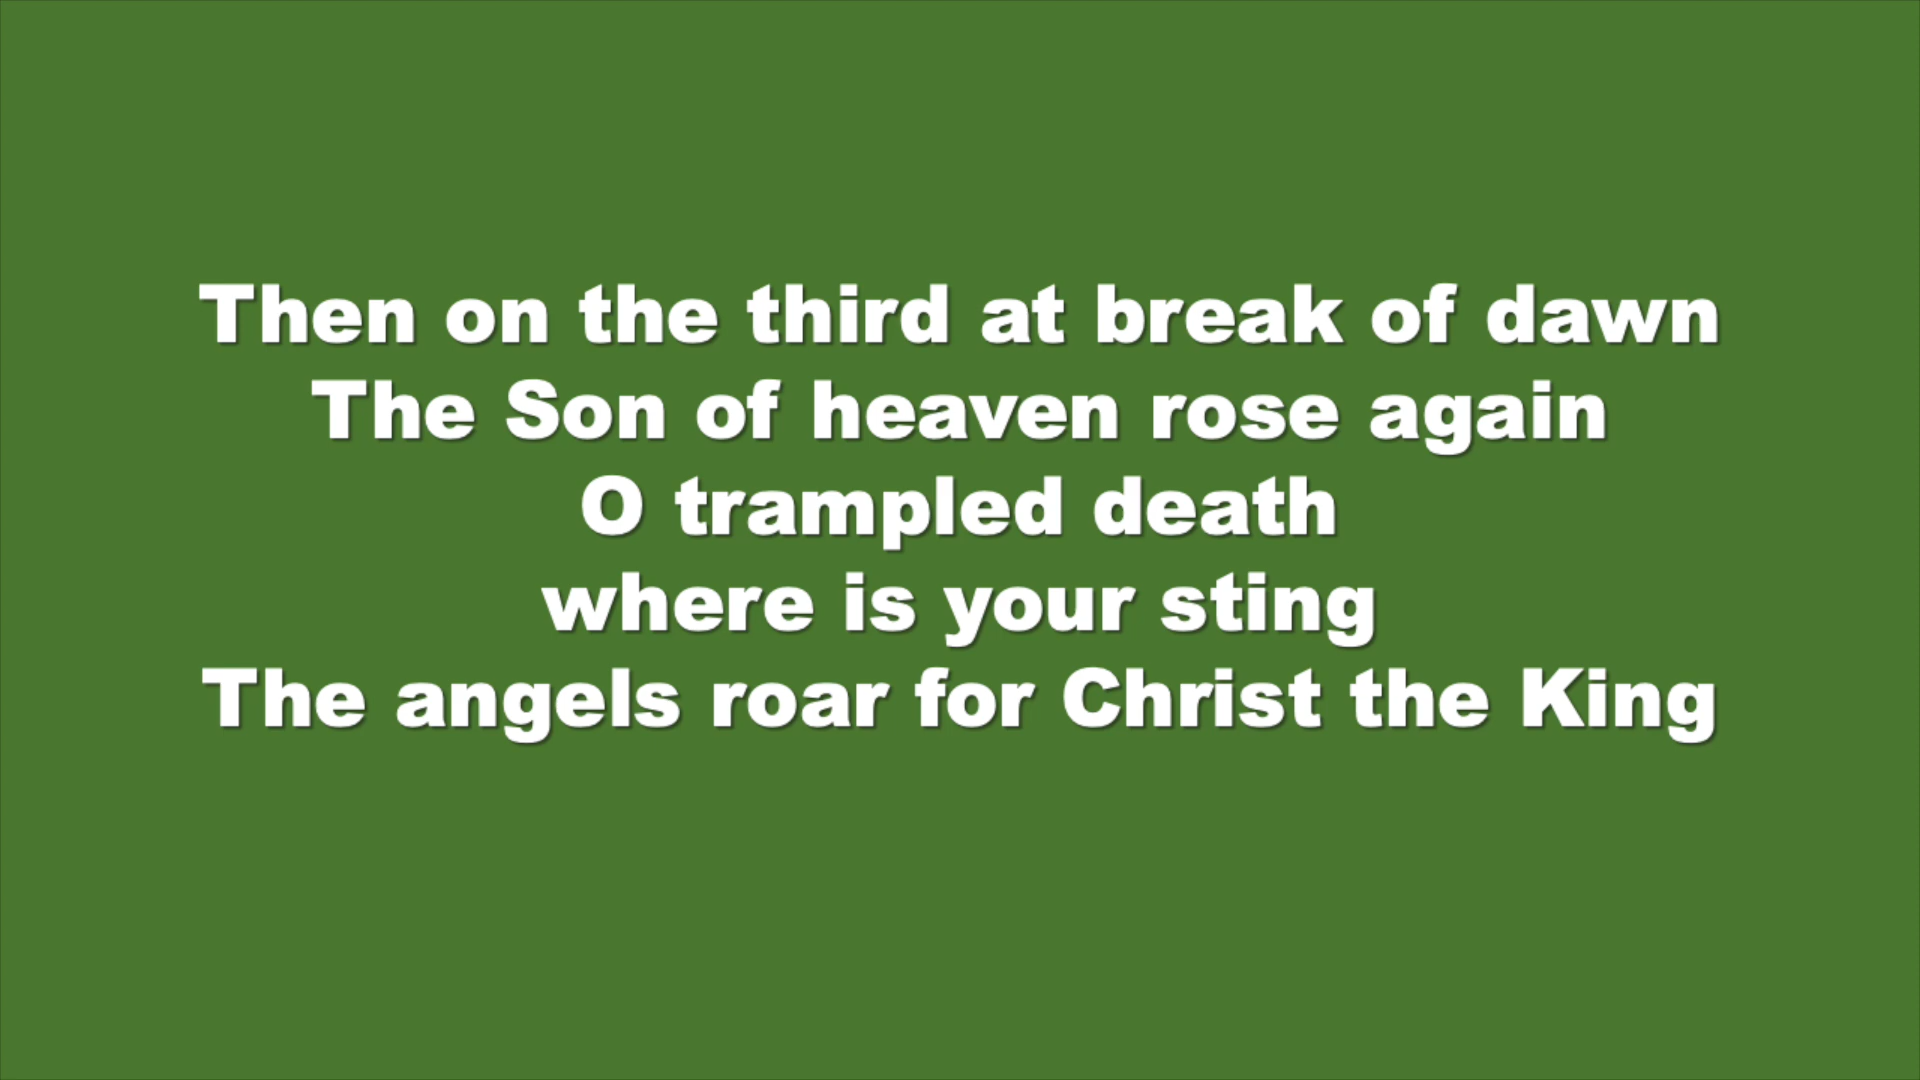 Then on the third at break of dawn
The Son of heaven rose again
O trampled death
where is your sting
The angels roar for Christ the King